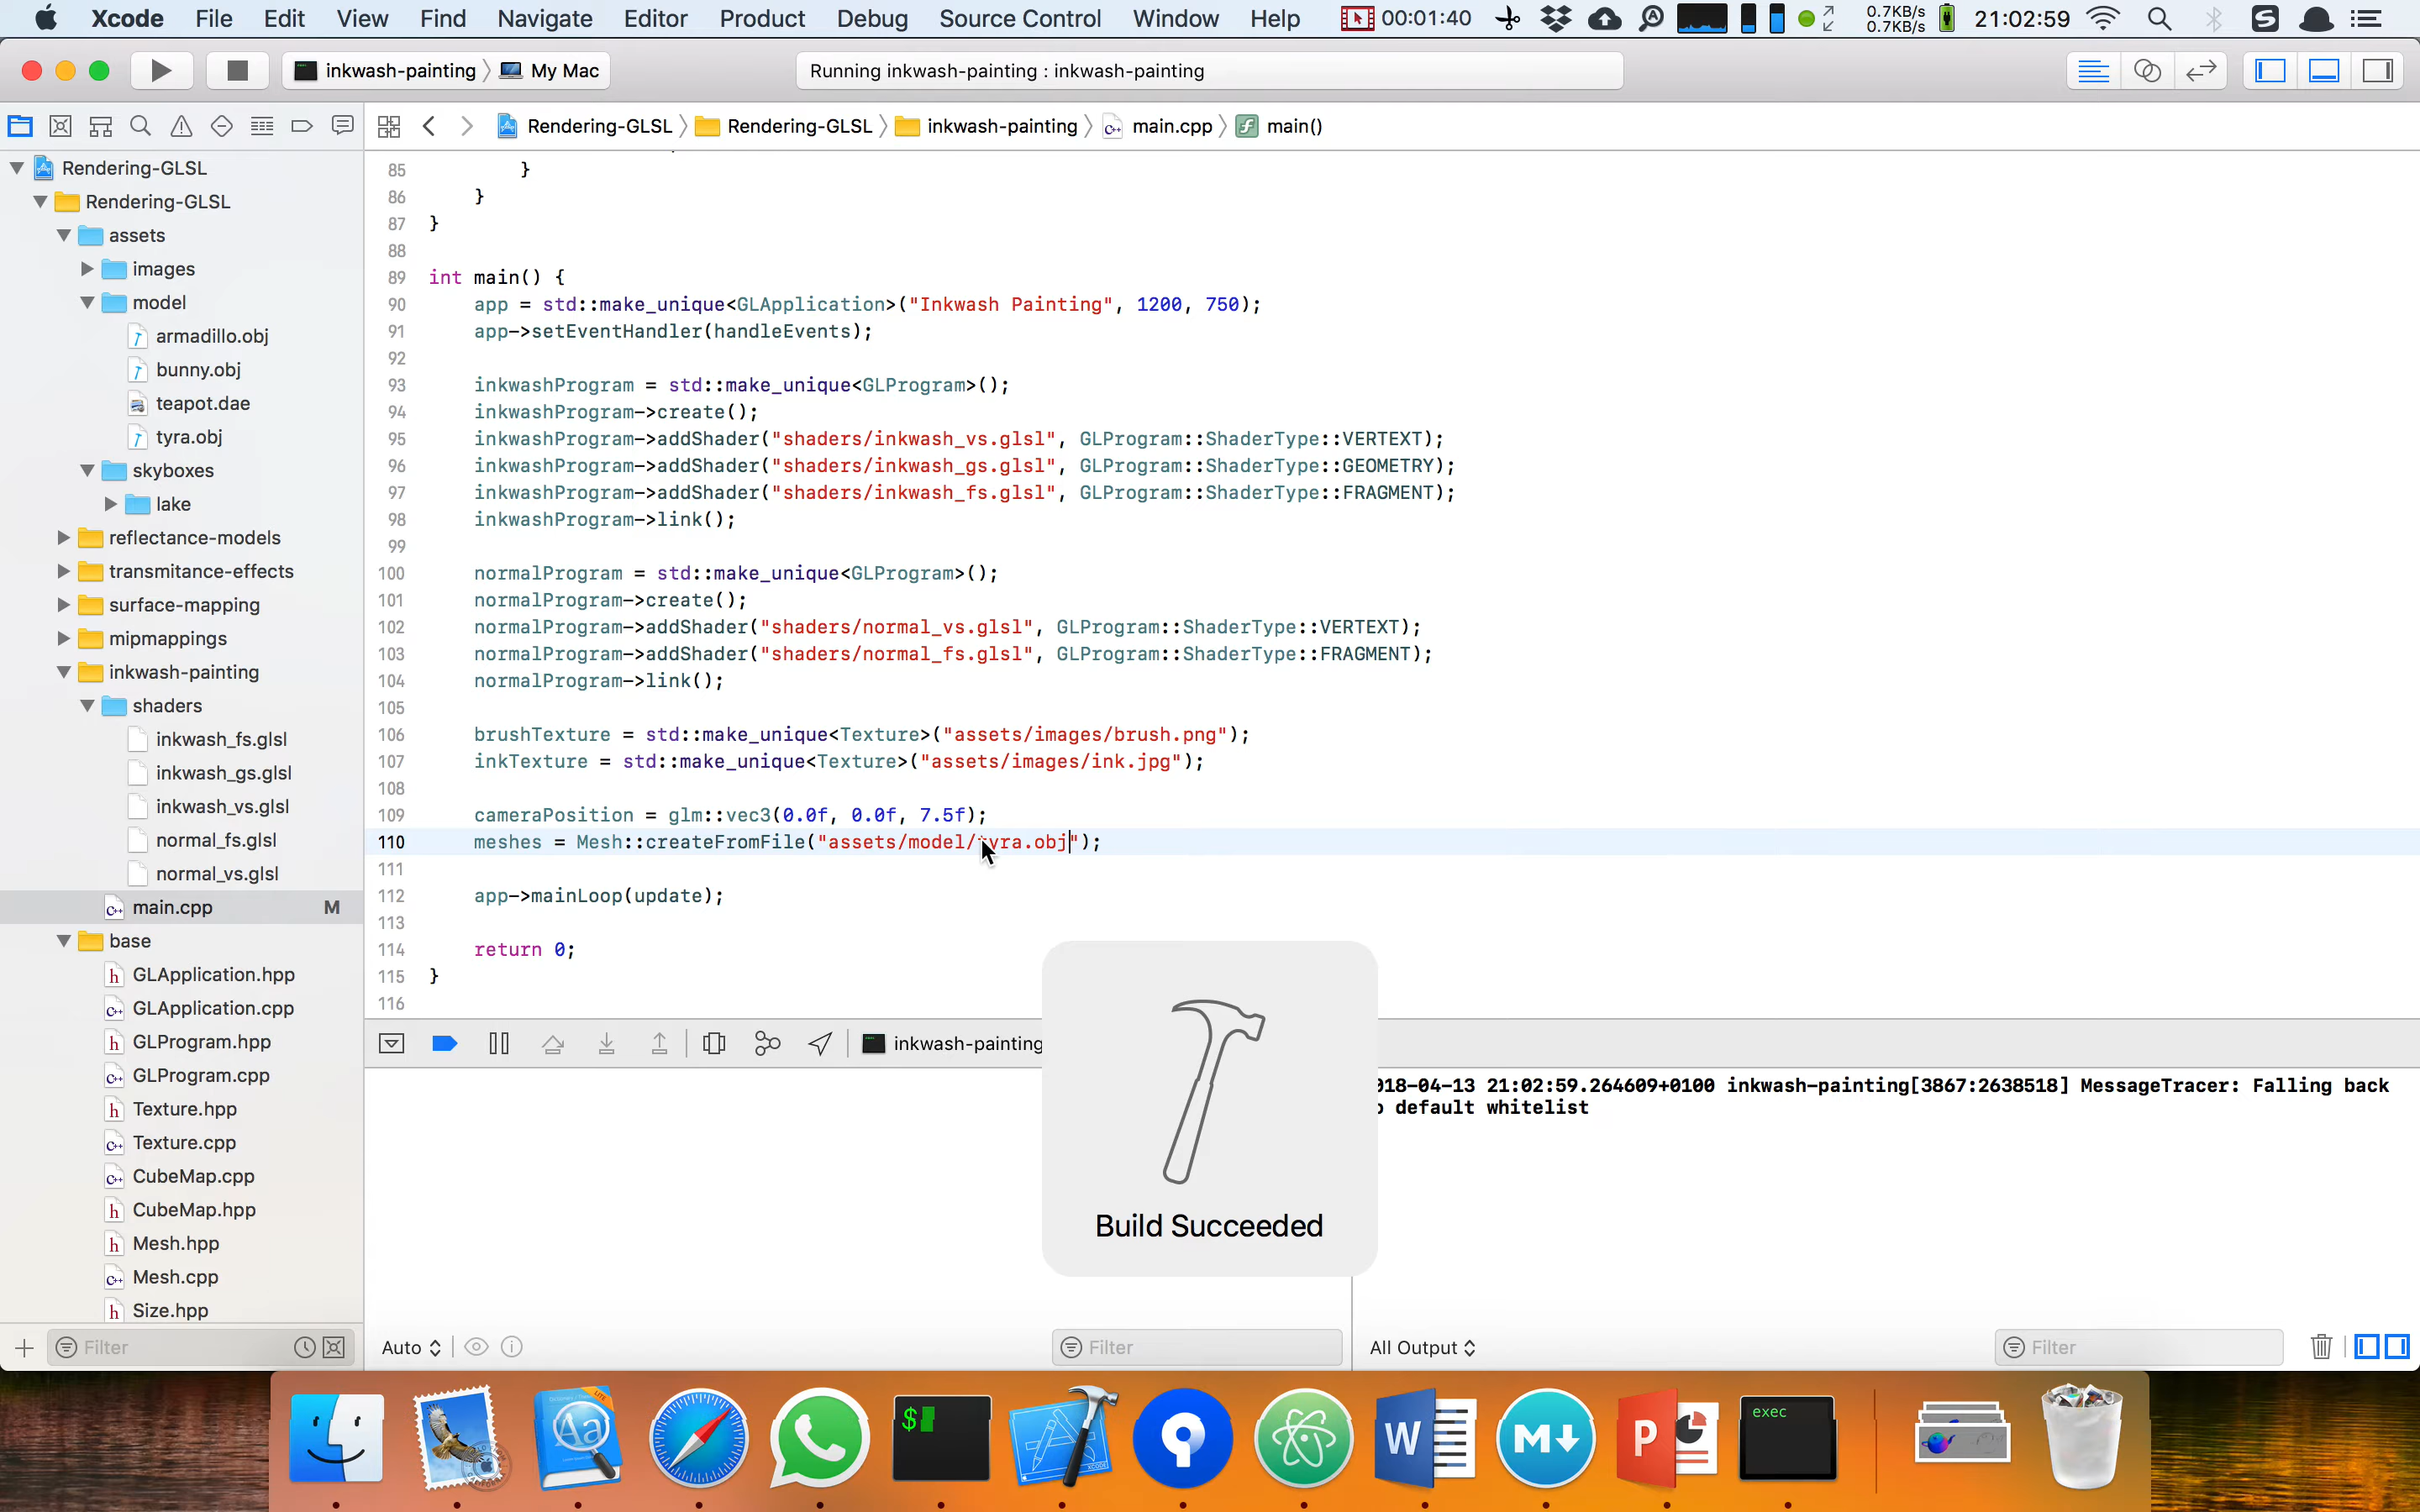 Xcode File Edit View Find Navigate Editor Product Debug Source Control Window Help 00:01:40 0.7KB/s 0.7KB/s 21:02:59
inkwash-painting My Mac Running inkwash-painting : inkwash-painting
Rendering-GLSL Rendering-GLSL inkwash-painting main.cpp main()
Rendering-GLSL
Rendering-GLSL
assets
images
model
armadillo.obj
bunny.obj
teapot.dae
tyra.obj
skyboxes
lake
reflectance-models
transmitance-effects
surface-mapping
mipmappings
inkwash-painting
shaders
inkwash_fs.glsl
inkwash_gs.glsl
inkwash_vs.glsl
normal_fs.glsl
normal_vs.glsl
main.cpp M
base
GLApplication.hpp
GLApplication.cpp
GLProgram.hpp
GLProgram.cpp
Texture.hpp
Texture.cpp
CubeMap.cpp
CubeMap.hpp
Mesh.hpp
Mesh.cpp
Size.hpp
Filter
85 }
86 }
87 }
88
89 int main() {
90 app = std::make_unique<GLApplication>("Inkwash Painting", 1200, 750);
91 app->setEventHandler(handleEvents);
92
93 inkwashProgram = std::make_unique<GLProgram>();
94 inkwashProgram->create();
95 inkwashProgram->addShader("shaders/inkwash_vs.glsl", GLProgram::ShaderType::VERTEXT);
96 inkwashProgram->addShader("shaders/inkwash_gs.glsl", GLProgram::ShaderType::GEOMETRY);
97 inkwashProgram->addShader("shaders/inkwash_fs.glsl", GLProgram::ShaderType::FRAGMENT);
98 inkwashProgram->link();
99
100 normalProgram = std::make_unique<GLProgram>();
101 normalProgram->create();
102 normalProgram->addShader("shaders/normal_vs.glsl", GLProgram::ShaderType::VERTEXT);
103 normalProgram->addShader("shaders/normal_fs.glsl", GLProgram::ShaderType::FRAGMENT);
104 normalProgram->link();
105
106 brushTexture = std::make_unique<Texture>("assets/images/brush.png");
107 inkTexture = std::make_unique<Texture>("assets/images/ink.jpg");
108
109 cameraPosition = glm::vec3(0.0f, 0.0f, 7.5f);
110 meshes = Mesh::createFromFile("assets/model/tyra.obj");
111
112 app->mainLoop(update);
113
114 return 0;
115 }
116
inkwash-painting
018-04-13 21:02:59.264609+0100 inkwash-painting[3867:2638518] MessageTracer: Falling back
default whitelist
Build Succeeded
Auto Filter All Output Filter
exec